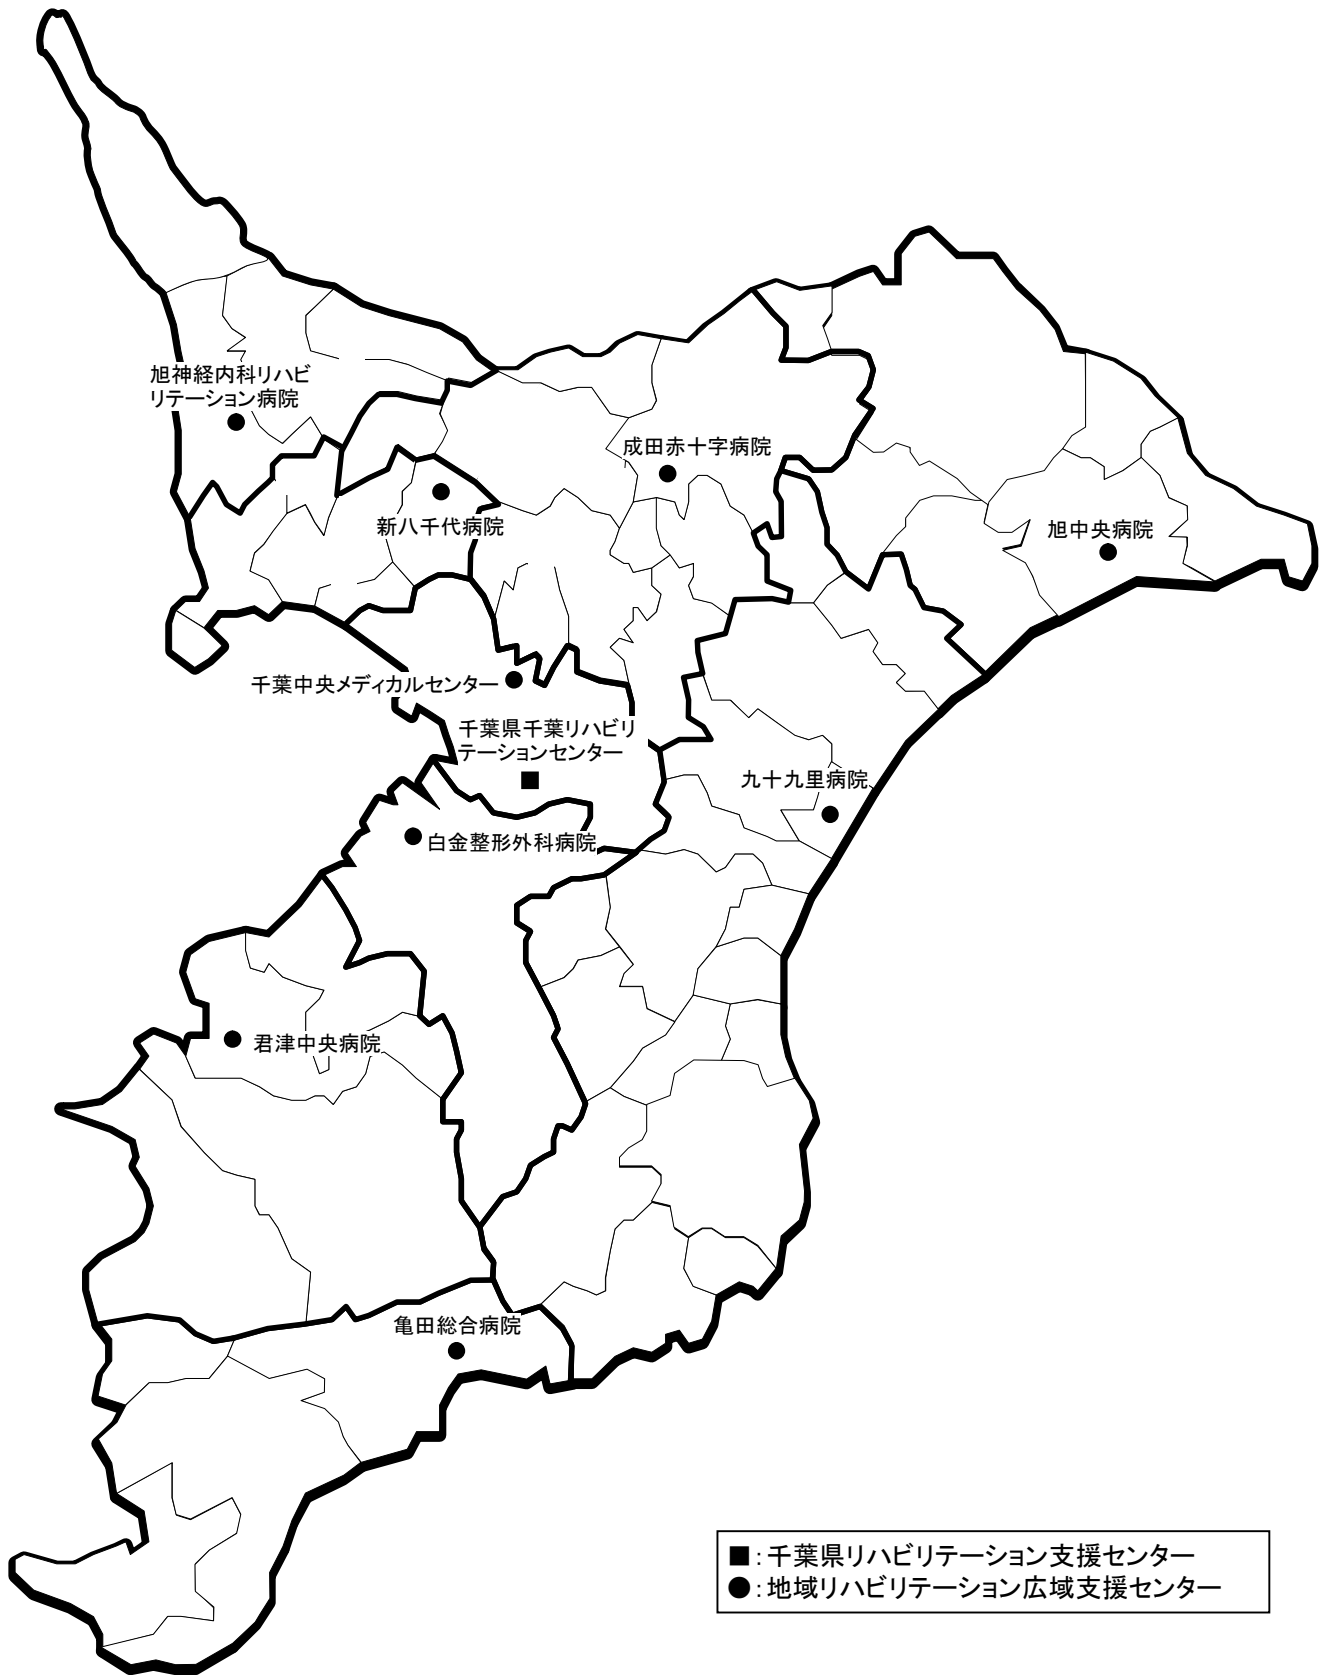 旭神経内科リハビ
リテーション病院
成田赤十字病院
新八千代病院
旭中央病院
千葉中央メディカルセンター
千葉県千葉リハビリ
テーションセンター
九十九里病院
白金整形外科病院
君津中央病院
亀田総合病院
■：千葉県リハビリテーション支援センター
●：地域リハビリテーション広域支援センター